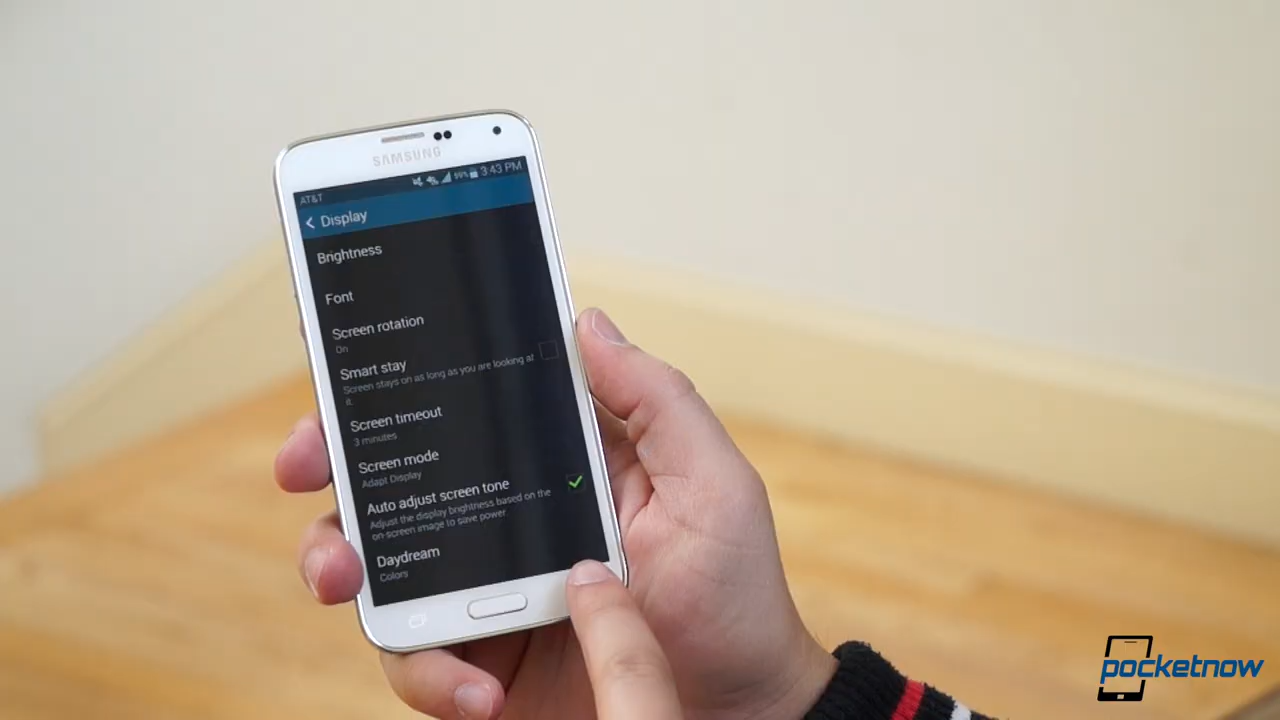 SAMSUNG
AT&T 99% 3:43 PM
Display
Brightness
Font
Screen rotation
On
Smart stay
Screen stays on as long as you are looking at
it.
Screen timeout
3 minutes
Screen mode
Adapt Display
Auto adjust screen tone
Adjust the display brightness based on the
on-screen image to save power
Daydream
Colors
pocketnow